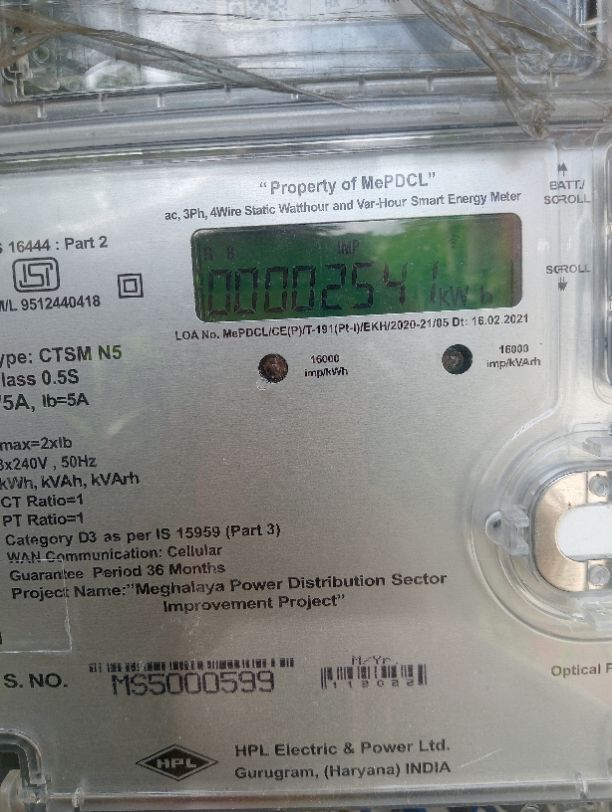 "Property of MePDCL"
ac, 3Ph, 4Wire Static Watthour and Var-Hour Smart Energy Meter
BATT./
SCROLL
16444 : Part 2
ISI
M/L 9512440418
IMP
SCROLL
LOA No. MePDCL/CE(P)/T-191(Pt-I)/EKH/2020-21/05 Dt: 16.02.2021
ype: CTSM N5
lass 0.5S
/5A, Ib=5A
16000
imp/kWh
16000
imp/kVArh
max=2xIb
3x240V , 50Hz
kWh, kVAh, kVArh
CT Ratio=1
PT Ratio=1
Category D3 as per IS 15959 (Part 3)
WAN Communication: Cellular
Guarantee Period 36 Months
Project Name:"Meghalaya Power Distribution Sector
Improvement Project"
Optical P
S. NO.
MS5000599
M/Yr.
HPL
HPL Electric & Power Ltd.
Gurugram, (Haryana) INDIA